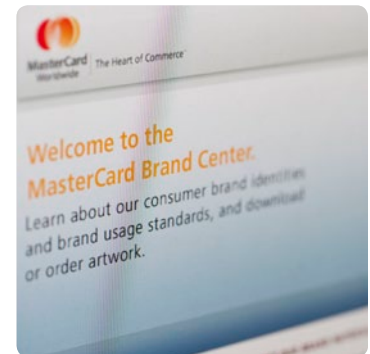 MasterCard
Worldwide
The Heart of Commerce
Welcome to the
MasterCard Brand Center.
Learn about our consumer brand identities
and brand usage standards, and download
or order artwork.